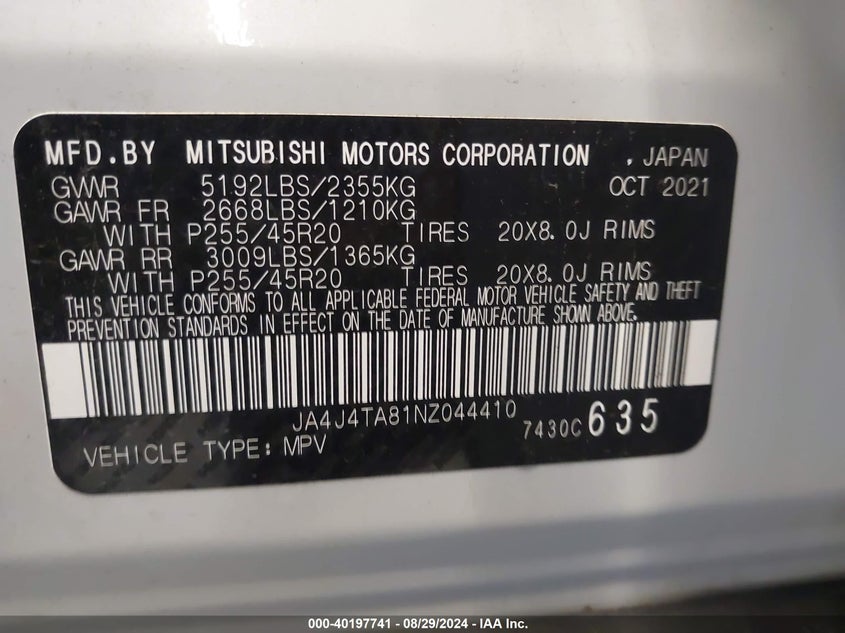 MFD.BY MITSUBISHI MOTORS CORPORATION . JAPAN
GVWR 5192LBS/2355KG OCT 2021
GAWR FR 2668LBS/1210KG
WITH P255/45R20 TIRES 20X8.0J RIMS
GAWR RR 3009LBS/1365KG
WITH P255/45R20 TIRES 20X8.0J RIMS
THIS VEHICLE CONFORMS TO ALL APPLICABLE FEDERAL MOTOR VEHICLE SAFETY AND THEFT
PREVENTION STANDARDS IN EFFECT ON THE DATE OF MANUFACTURE SHOWN ABOVE.
JA4J4TA81NZ044410
7430C 635
VEHICLE TYPE: MPV
000-40197741 / 08/29/2024 - IAA Inc.